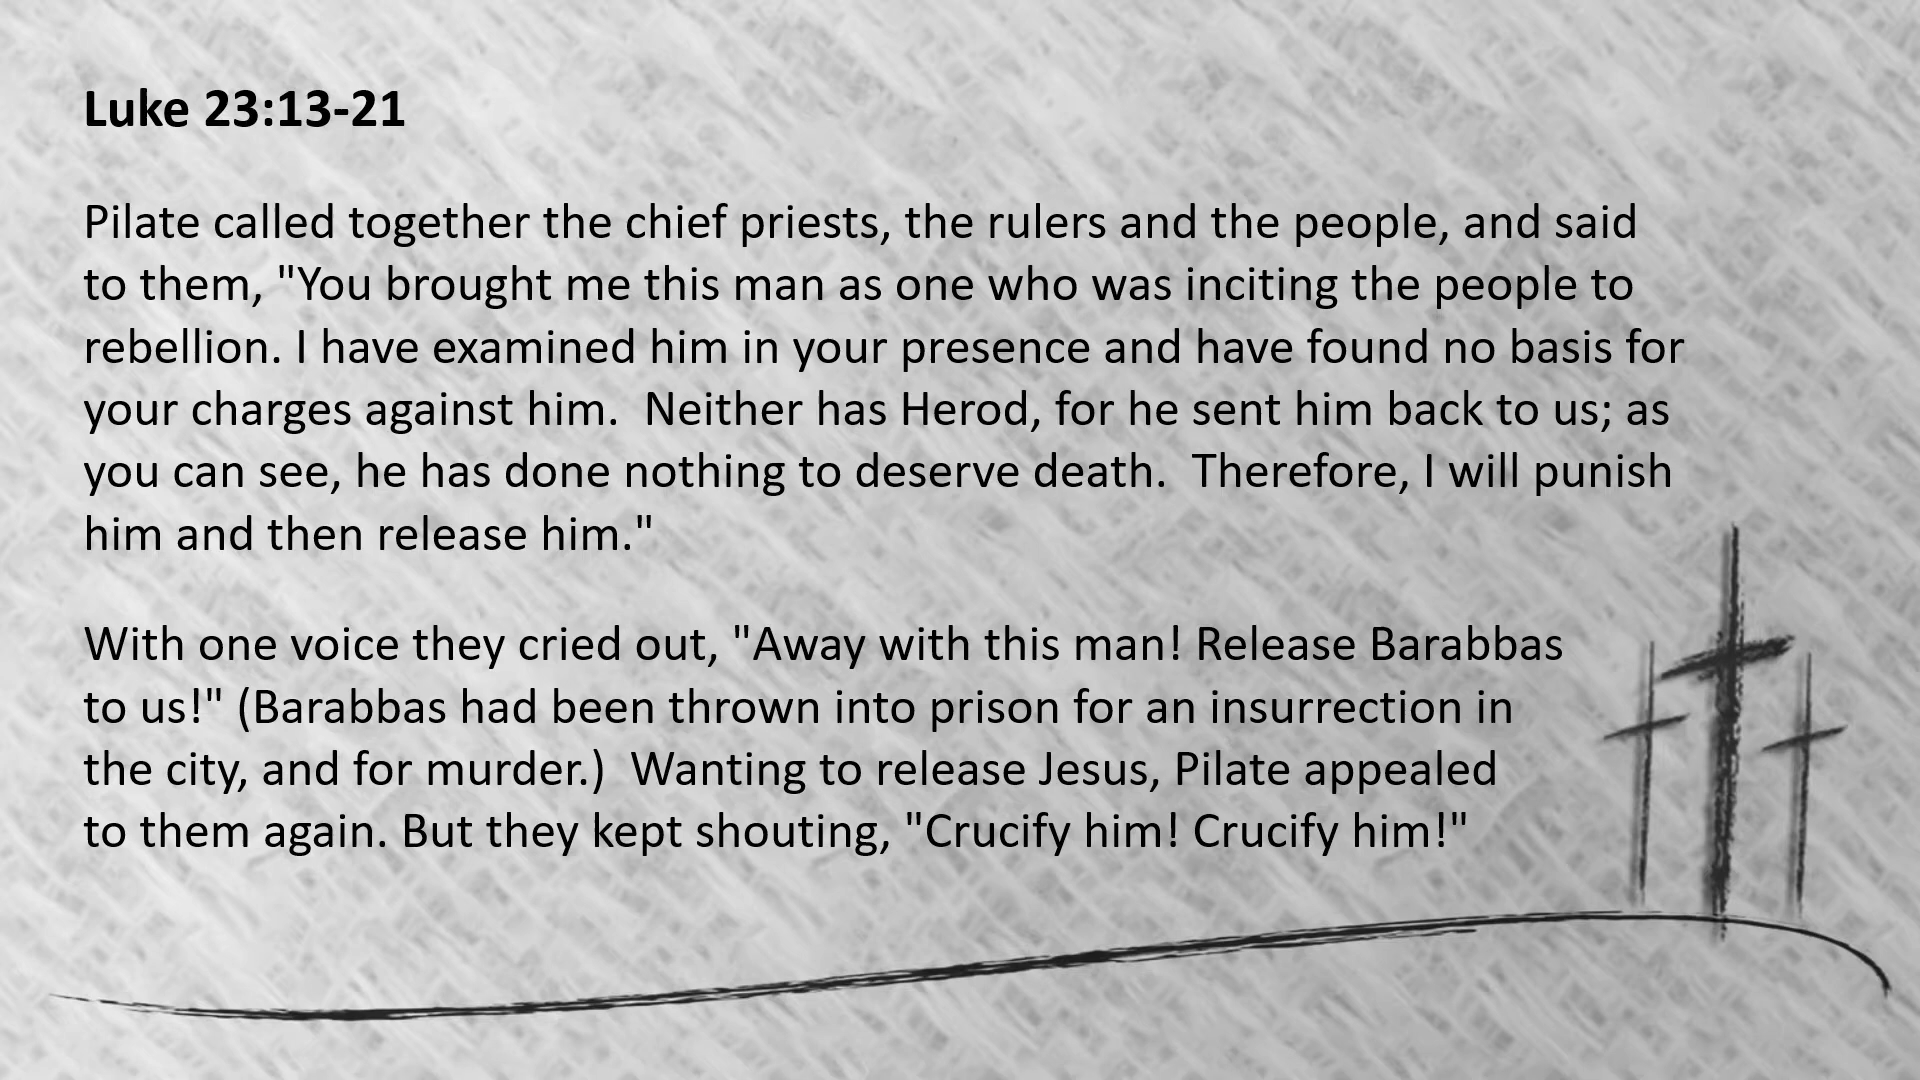 Luke 23:13-21
Pilate called together the chief priests, the rulers and the people, and said
to them, "You brought me this man as one who was inciting the people to
rebellion. I have examined him in your presence and have found no basis for
your charges against him.  Neither has Herod, for he sent him back to us; as
you can see, he has done nothing to deserve death.  Therefore, I will punish
him and then release him."
With one voice they cried out, "Away with this man! Release Barabbas
to us!" (Barabbas had been thrown into prison for an insurrection in
the city, and for murder.)  Wanting to release Jesus, Pilate appealed
to them again. But they kept shouting, "Crucify him! Crucify him!"